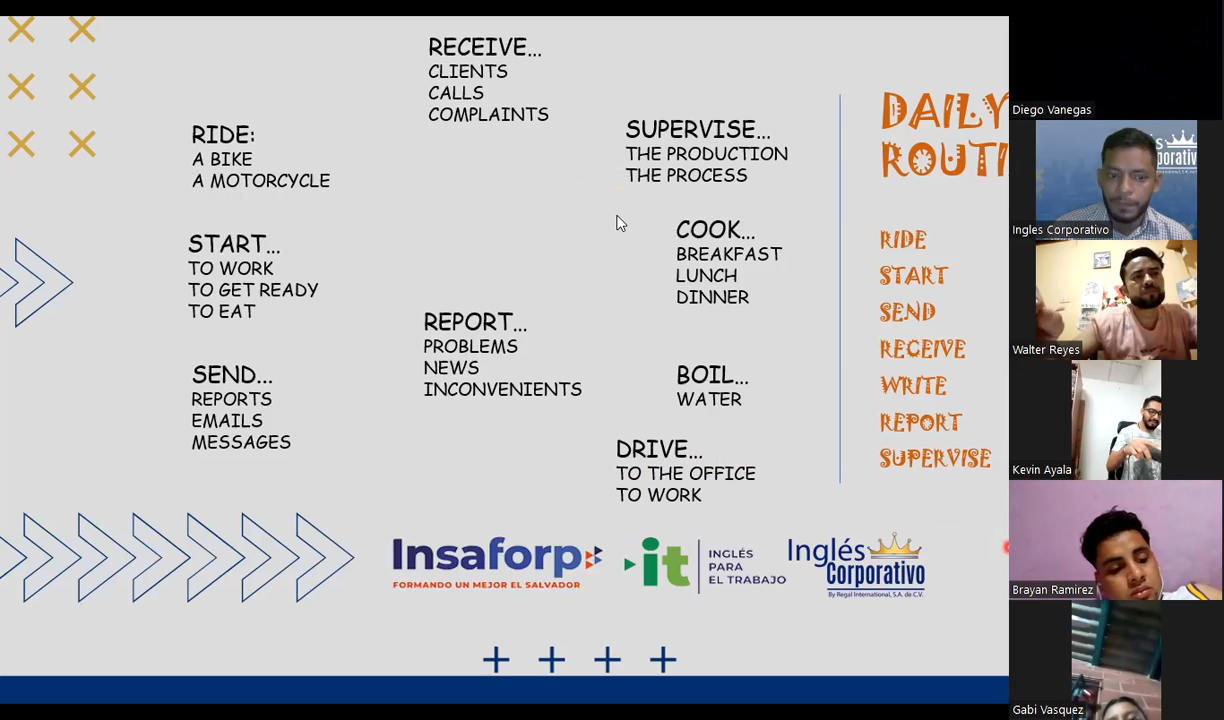 RECEIVE...
CLIENTS
CALLS
COMPLAINTS
RIDE:
A BIKE
A MOTORCYCLE
SUPERVISE...
THE PRODUCTION
THE PROCESS
START...
TO WORK
TO GET READY
TO EAT
COOK...
BREAKFAST
LUNCH
DINNER
REPORT...
PROBLEMS
NEWS
INCONVENIENTS
SEND...
REPORTS
EMAILS
MESSAGES
BOIL...
WATER
DRIVE...
TO THE OFFICE
TO WORK
DAILY
ROUTI
RIDE
START
SEND
RECEIVE
WRITE
REPORT
SUPERVISE
Insaforp
FORMANDO UN MEJOR EL SALVADOR
it
INGLÉS
PARA
EL TRABAJO
Inglés
Corporativo
By Regal International, S.A. de C.V.
Diego Vanegas
Ingles Corporativo
Walter Reyes
Kevin Ayala
Brayan Ramirez
Gabi Vasquez